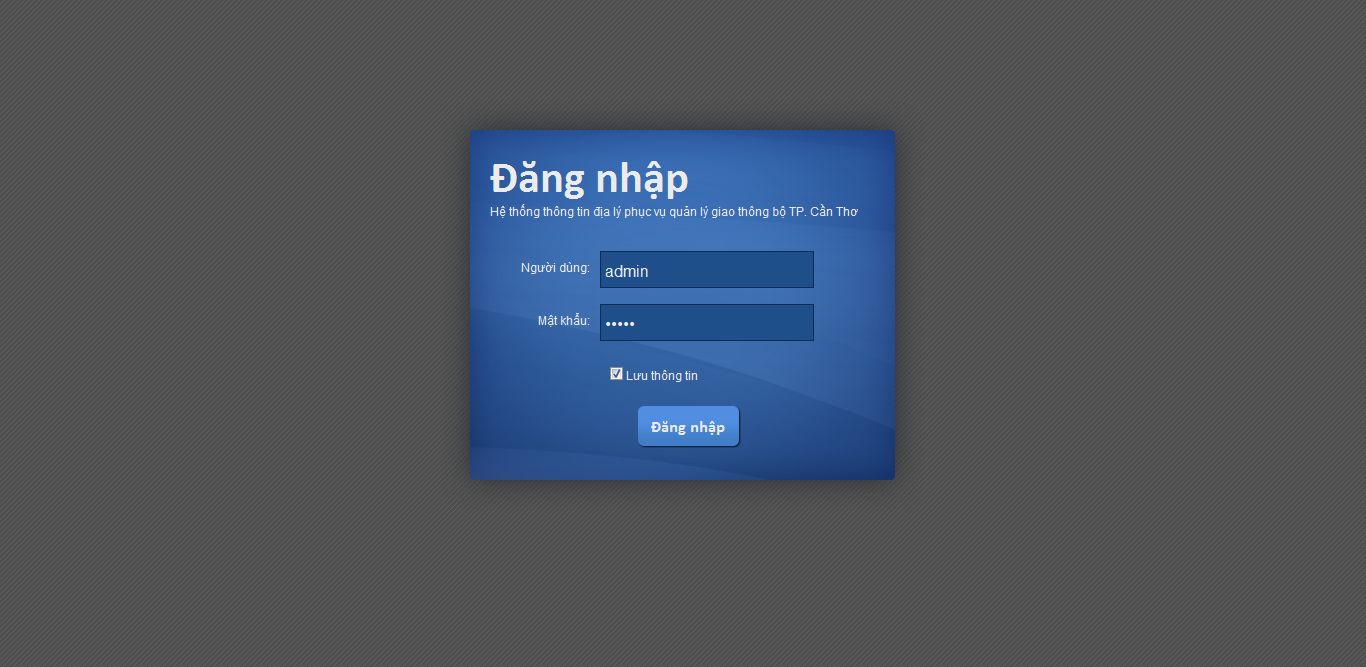 Đăng nhập
Hệ thống thông tin địa lý phục vụ quản lý giao thông bộ TP. Cần Thơ
Người dùng: admin
Mật khẩu: •••••
Lưu thông tin
Đăng nhập